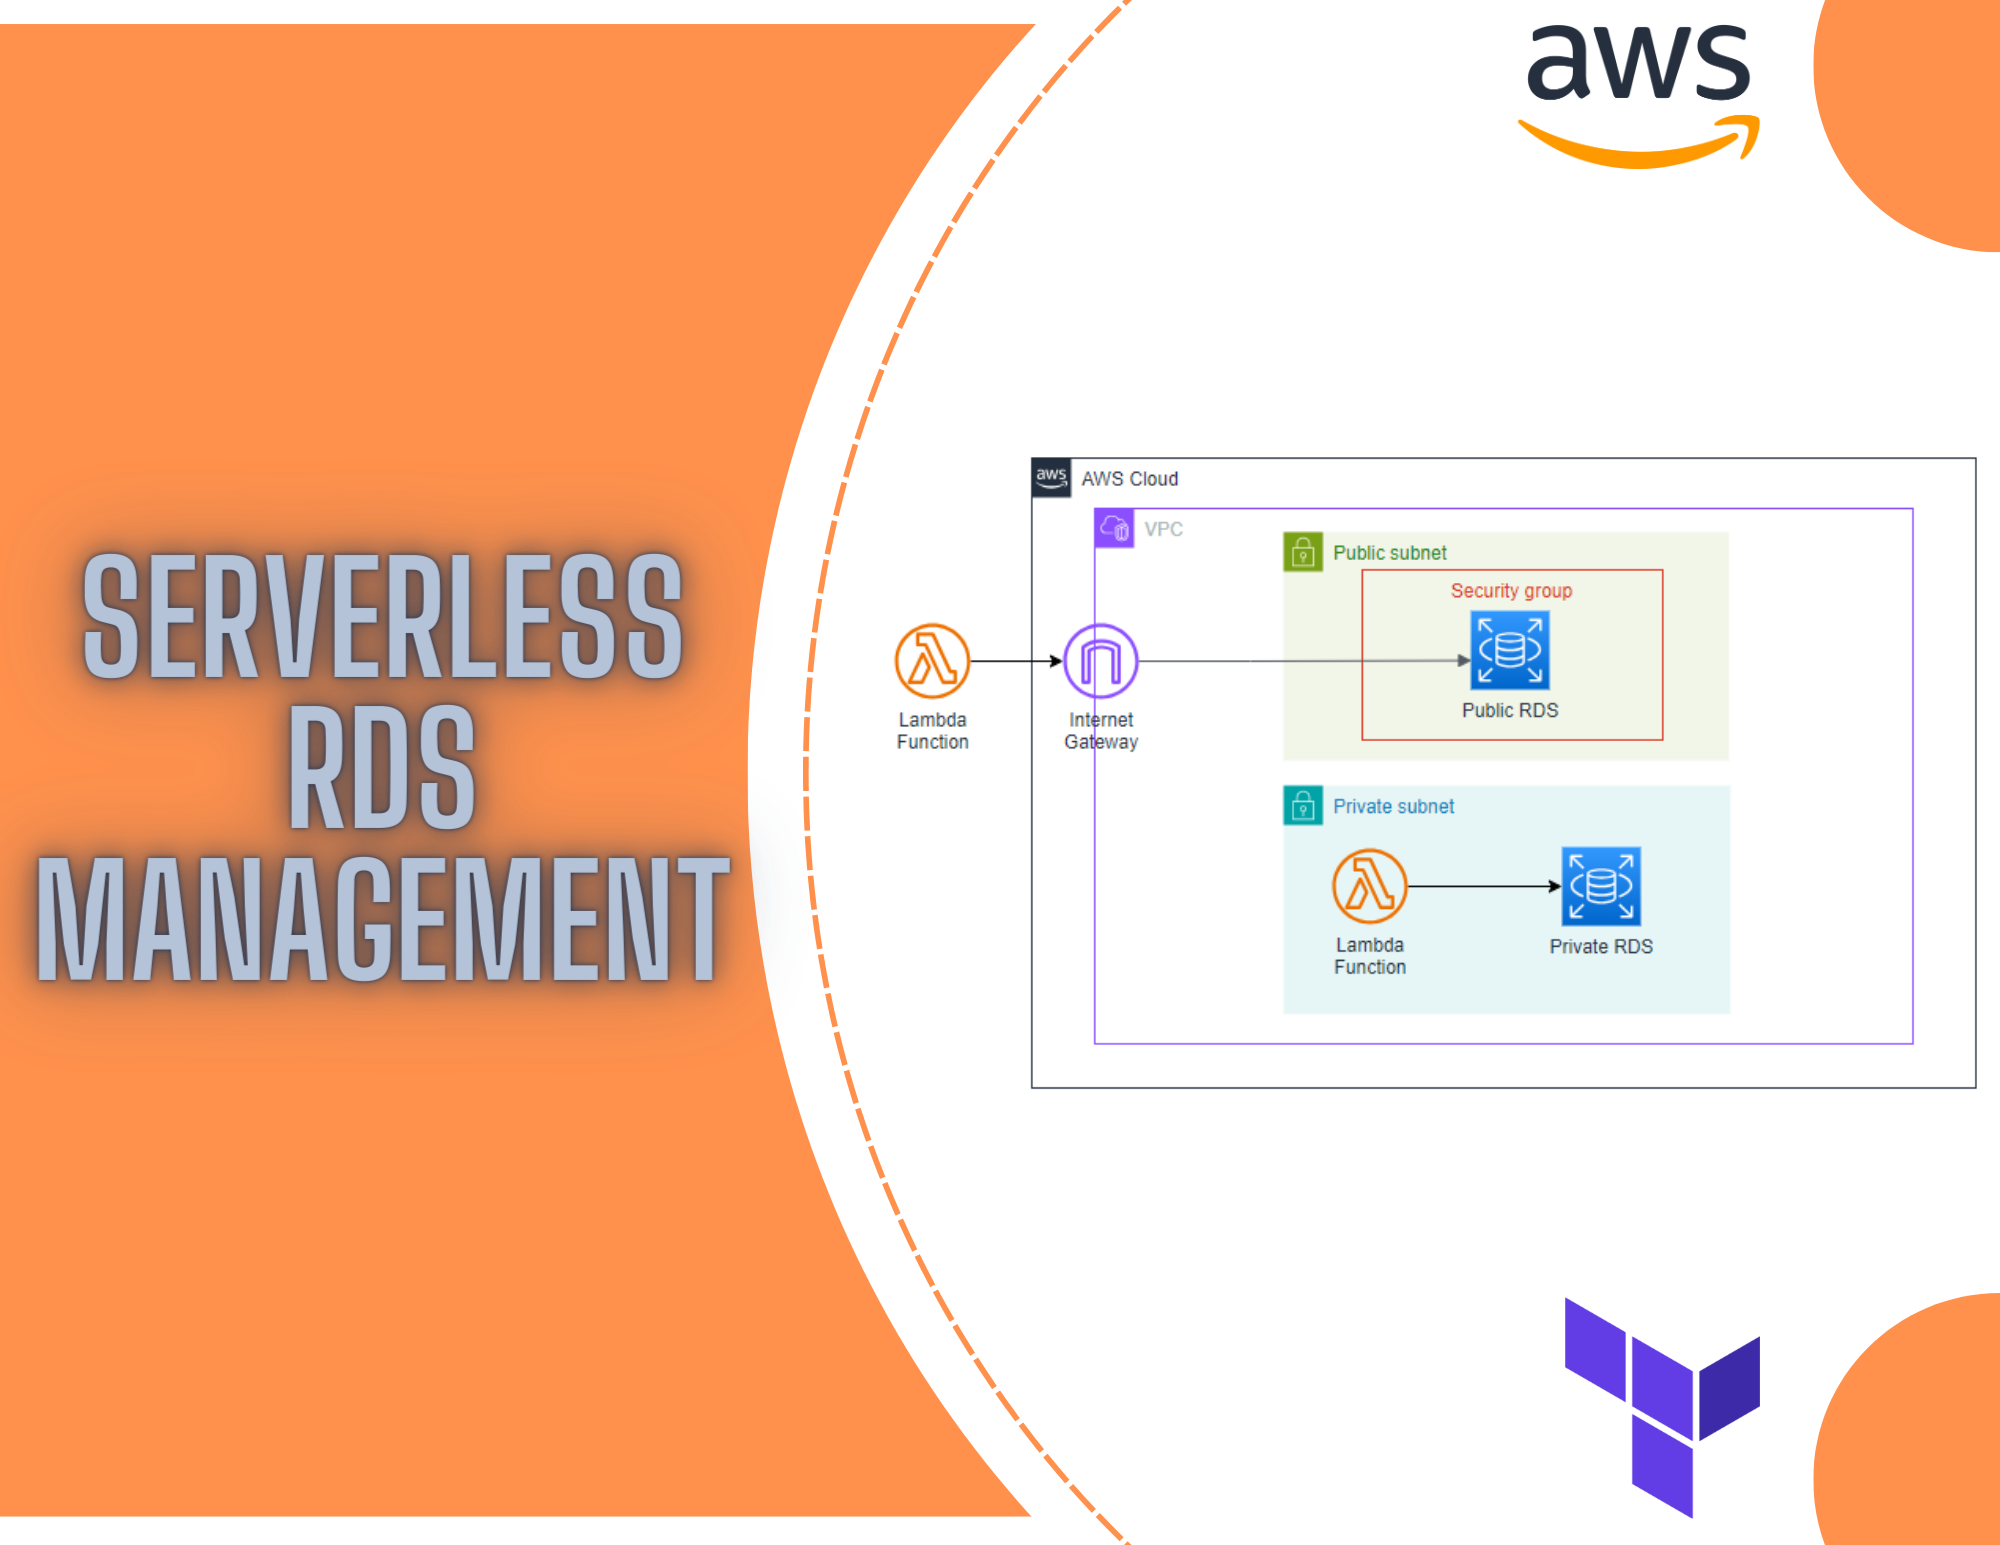 SERVERLESS
RDS
MANAGEMENT
aws
aws
AWS Cloud
VPC
Public subnet
Security group
Public RDS
Lambda
Function
Internet
Gateway
Private subnet
Lambda
Function
Private RDS